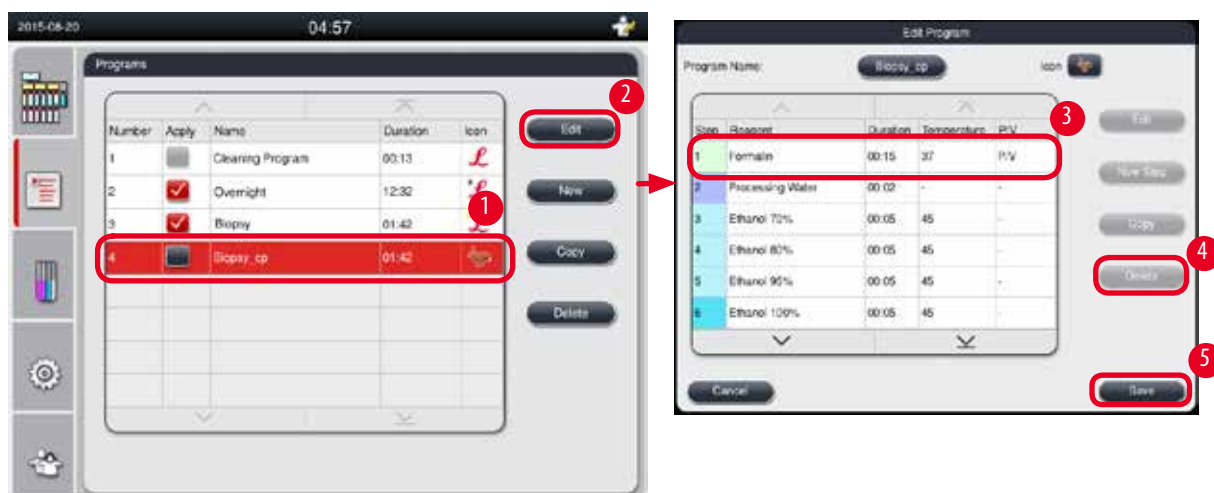 2015-08-20 04:57
Programs
Number Apply Name Duration Icon
1 Cleaning Program 00:13
2 Overnight 12:32
3 Biopsy 01:42
4 Biopsy_cp 01:42
Edit
New
Copy
Delete
1
2
Edit Program
Program Name: Biopsy_cp Icon
Step Reagent Duration Temperature P/V
1 Formalin 00:15 37 P/V
2 Processing Water 00:02 - -
3 Ethanol 70% 00:05 45 -
4 Ethanol 80% 00:05 45 -
5 Ethanol 95% 00:05 45 -
6 Ethanol 100% 00:05 45 -
Edit
New Step
Copy
Delete
Cancel
Save
3
4
5